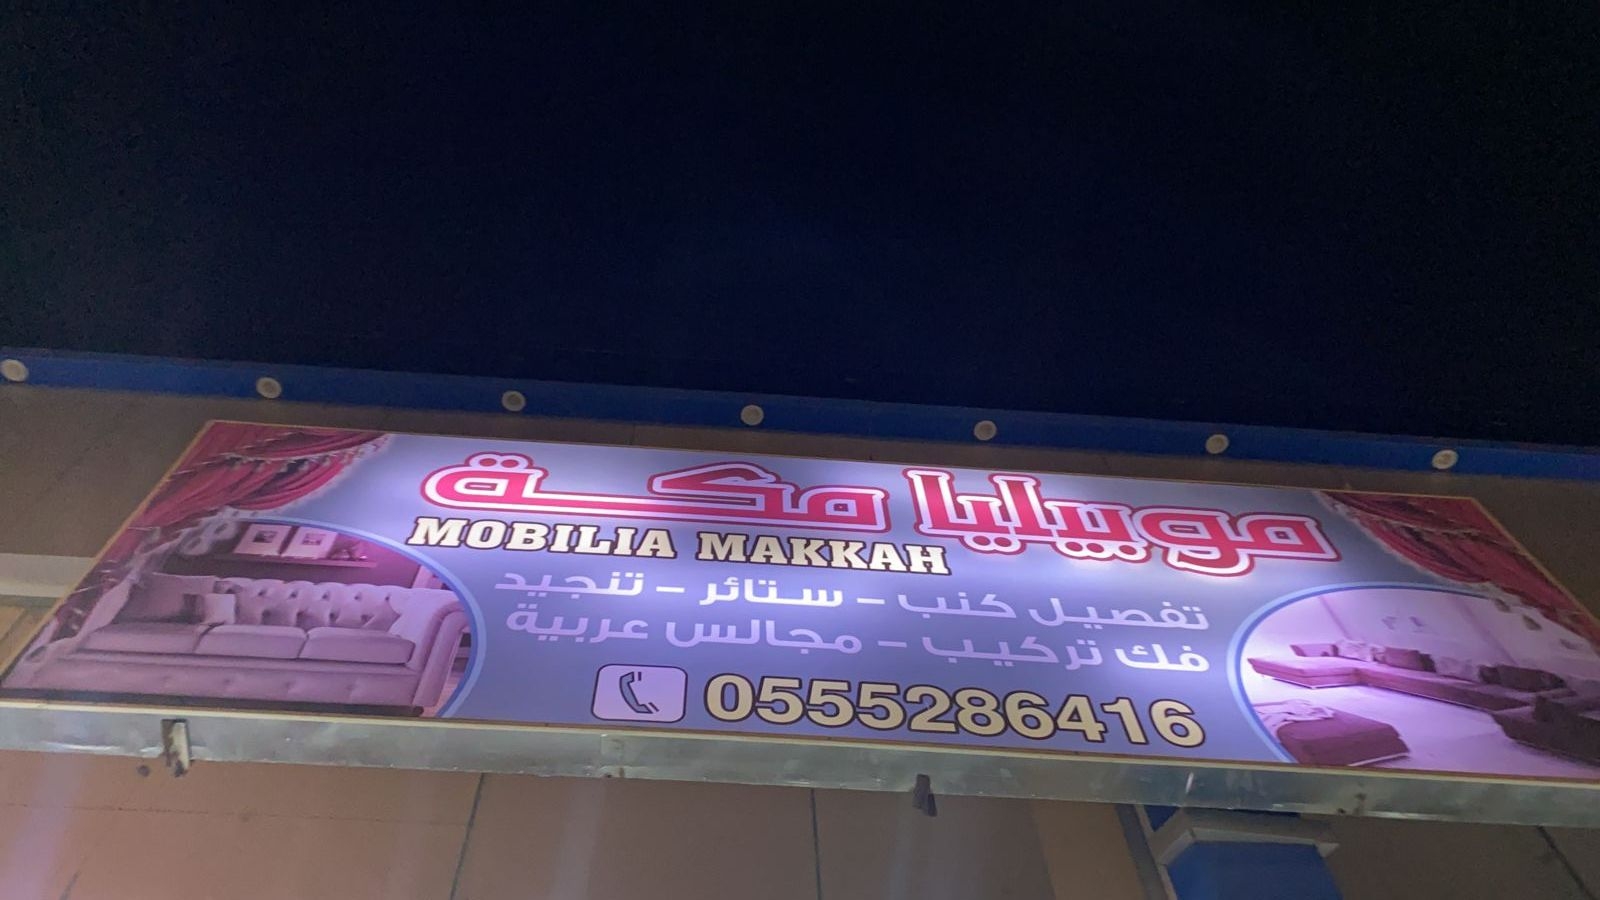 موبيليا مكة
MOBILIA MAKKAH
تفصيل كنب - ستائر - تنجيد
فك تركيب - مجالس عربية
0555286416